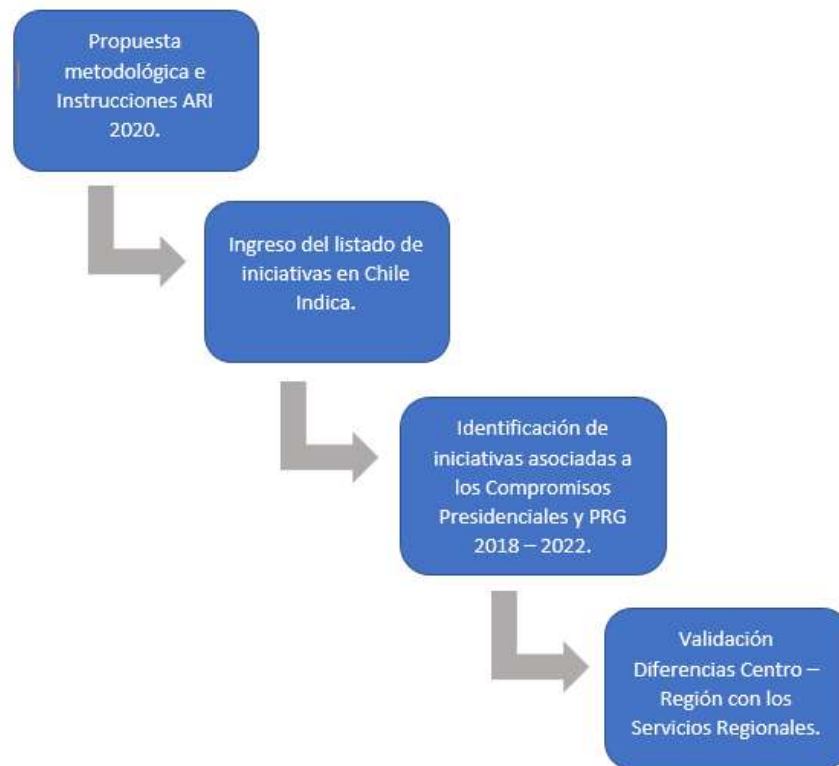 Propuesta
metodológica e
Instrucciones ARI
2020.
Ingreso del listado de
iniciativas en Chile
Indica.
Identificación de
iniciativas asociadas a
los Compromisos
Presidenciales y PRG
2018 – 2022.
Validación
Diferencias Centro –
Región con los
Servicios Regionales.